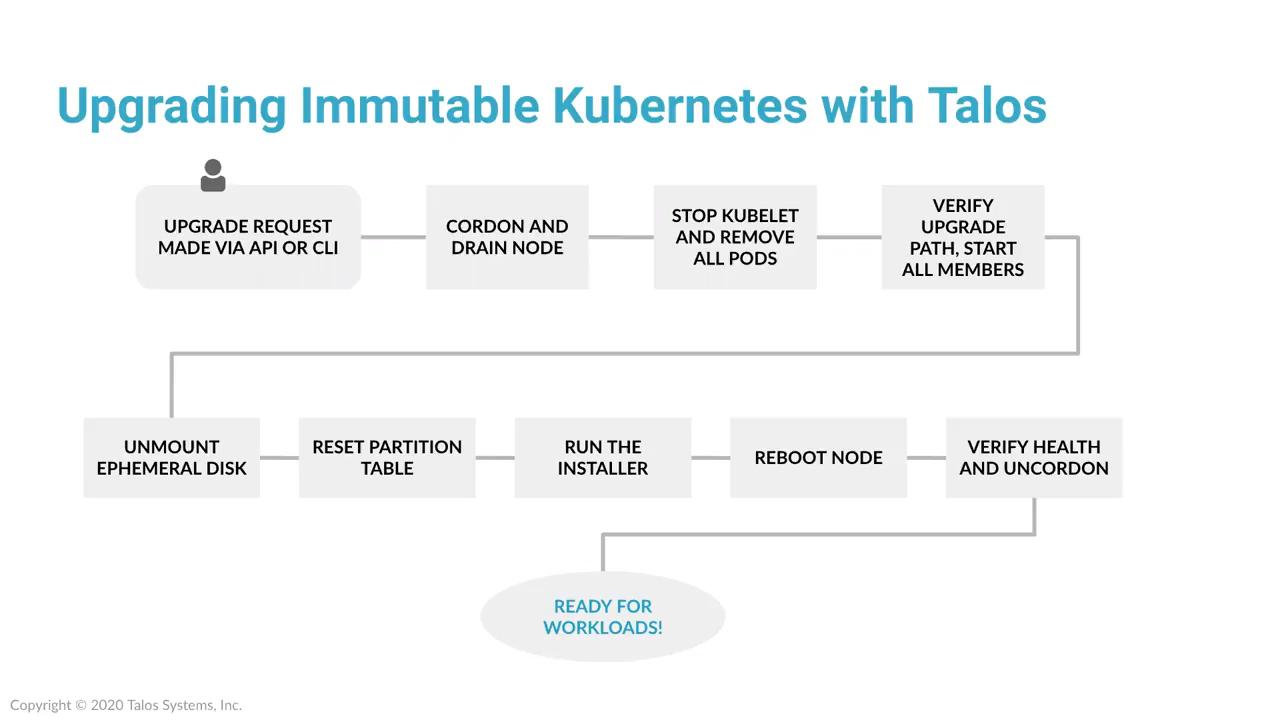 Upgrading Immutable Kubernetes with Talos
UPGRADE REQUEST
MADE VIA API OR CLI
CORDON AND
DRAIN NODE
STOP KUBELET
AND REMOVE
ALL PODS
VERIFY
UPGRADE
PATH, START
ALL MEMBERS
UNMOUNT
EPHEMERAL DISK
RESET PARTITION
TABLE
RUN THE
INSTALLER
REBOOT NODE
VERIFY HEALTH
AND UNCORDON
READY FOR
WORKLOADS!
Copyright © 2020 Talos Systems, Inc.